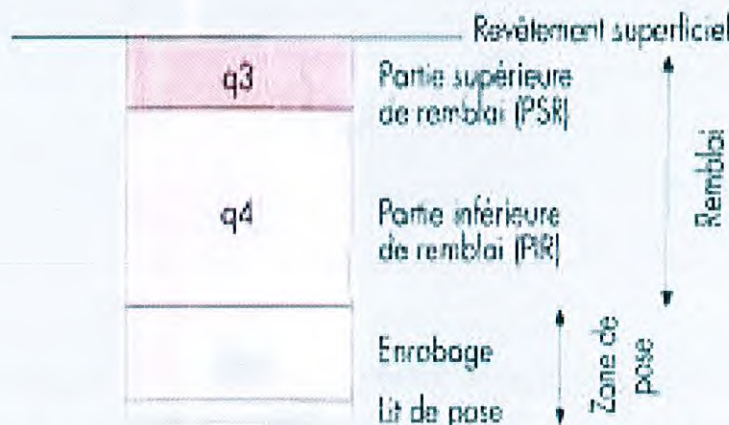 Revêtement superficiel
q3
Partie supérieure
de remblai (PSR)
q4
Partie inférieure
de remblai (PIR)
Remblai
Enrobage
Lit de pose
Zone de
pose